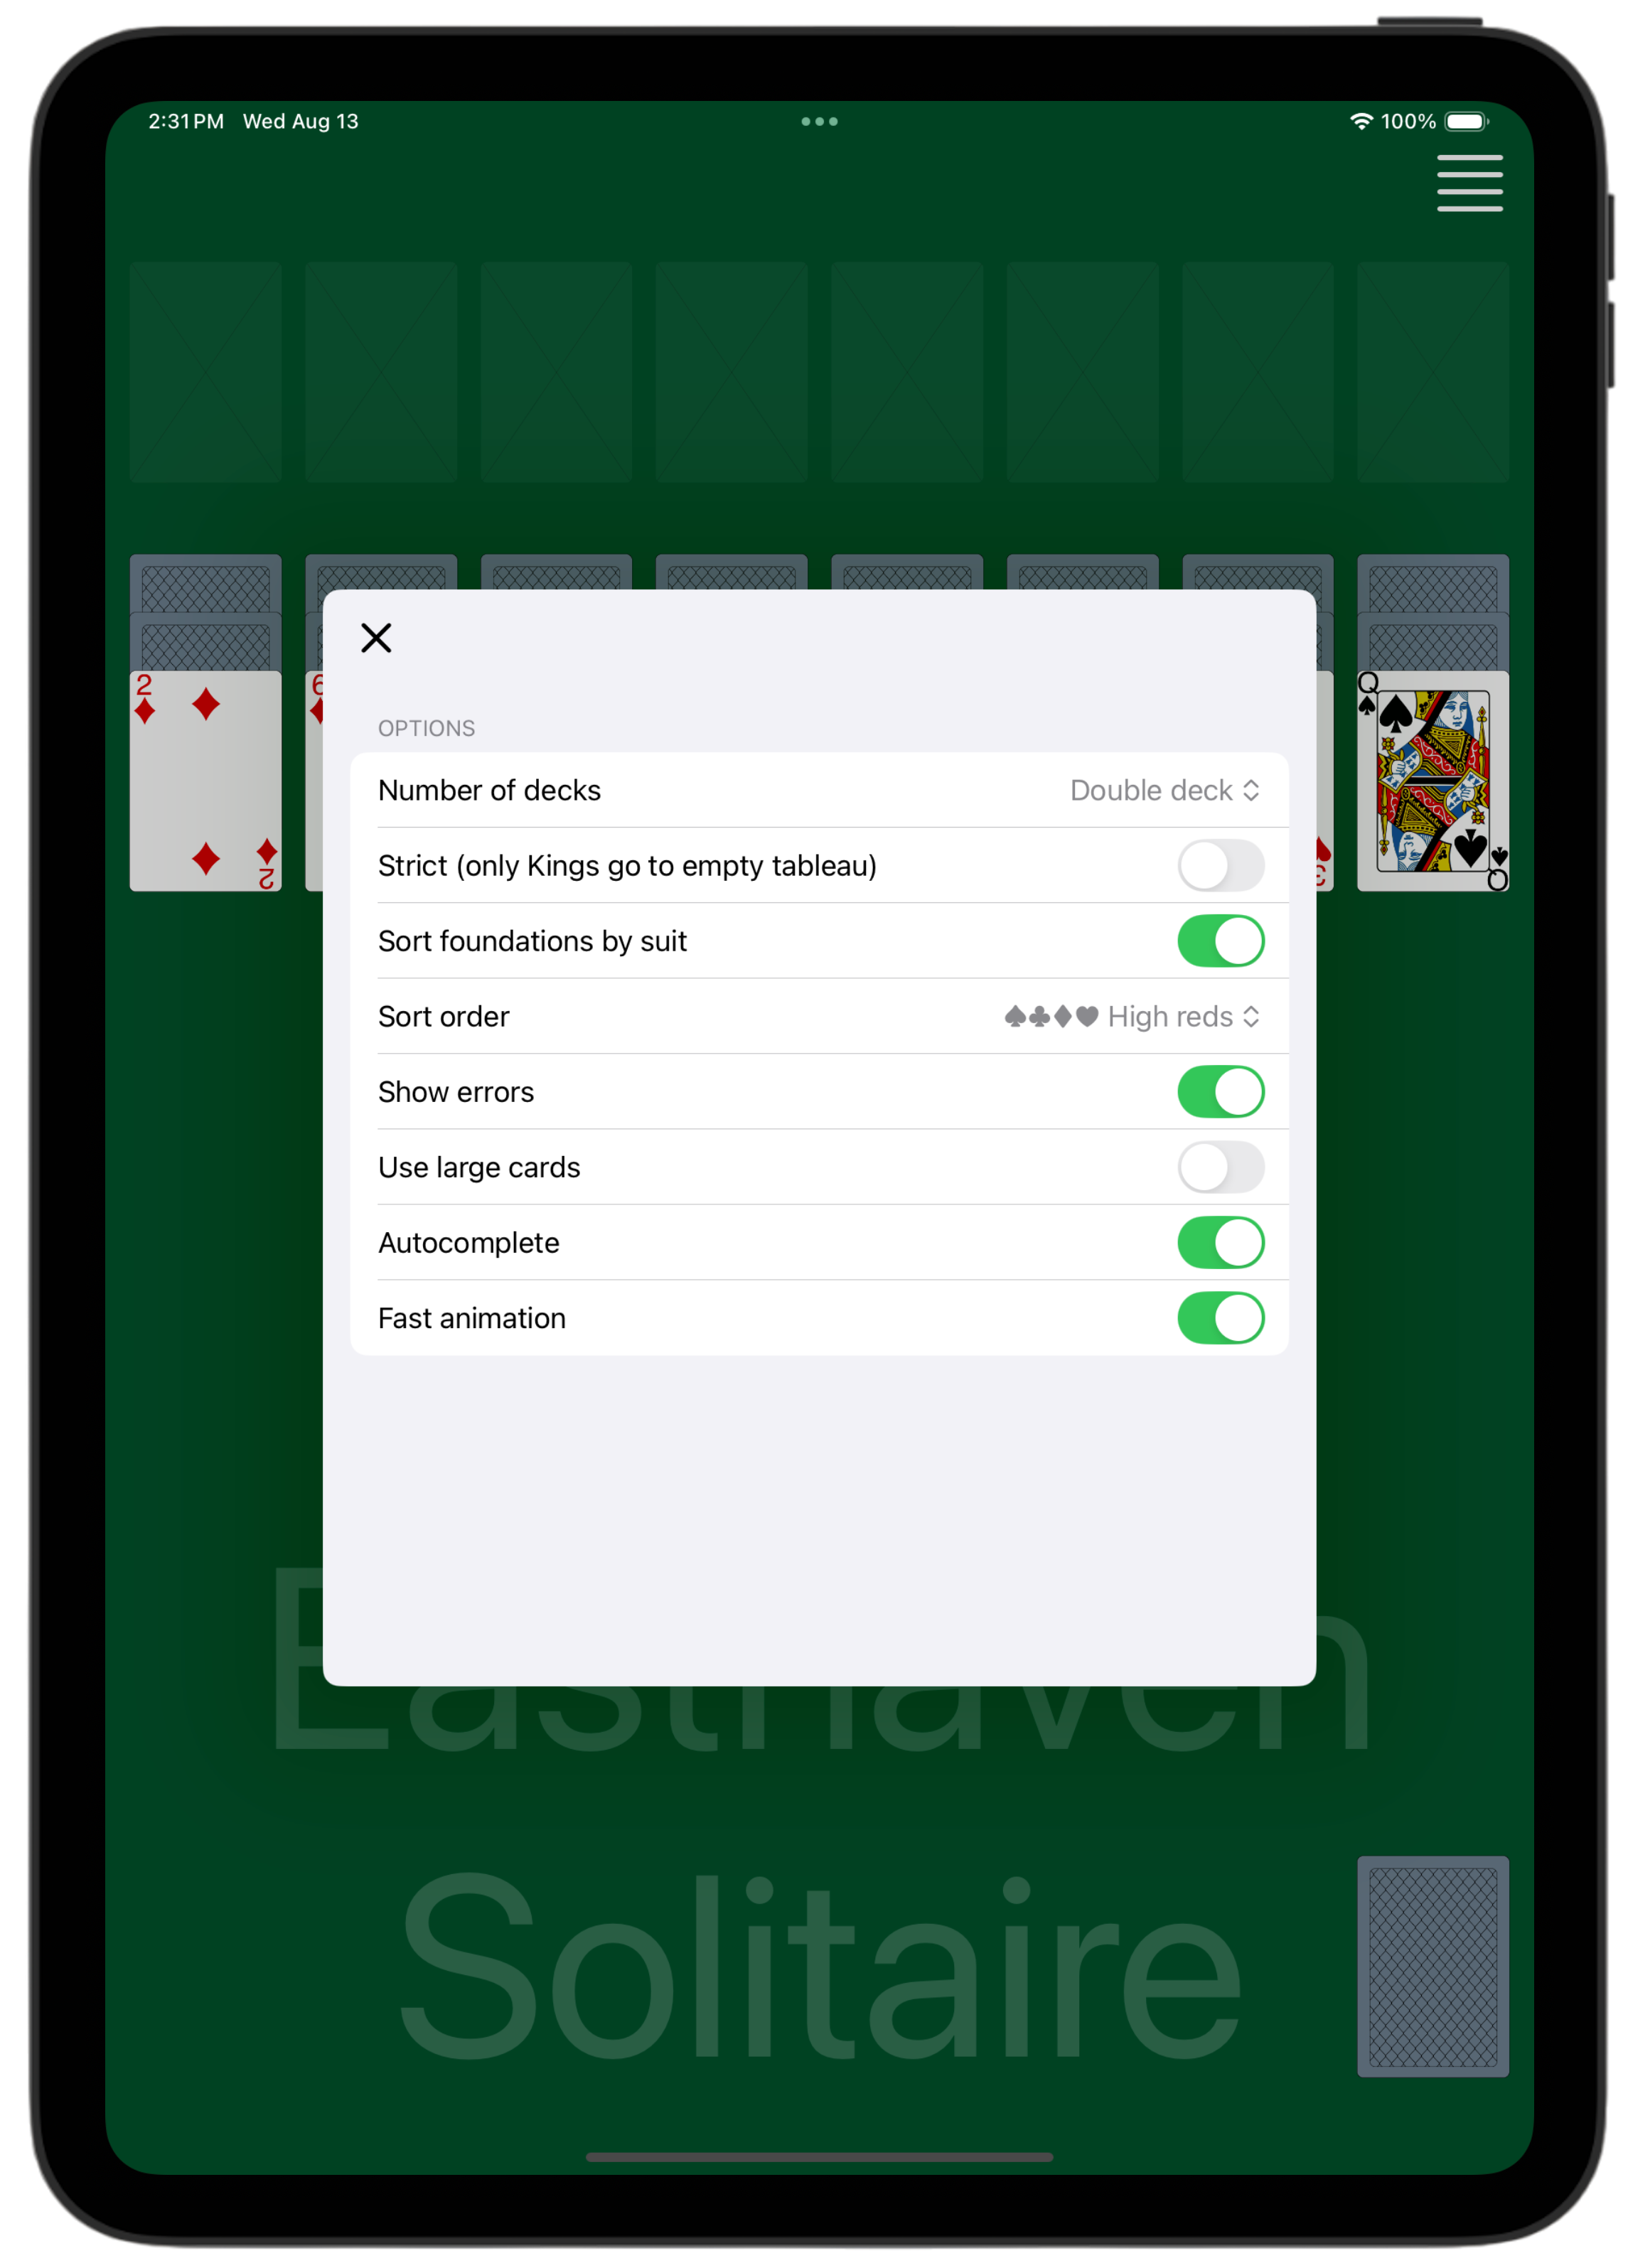 2:31 PM Wed Aug 13
100%
2
6
Q
OPTIONS
Number of decks Double deck
Strict (only Kings go to empty tableau)
Sort foundations by suit
Sort order ♠♣♦♥ High reds
Show errors
Use large cards
Autocomplete
Fast animation
2
3
Q
Easthaven
Solitaire